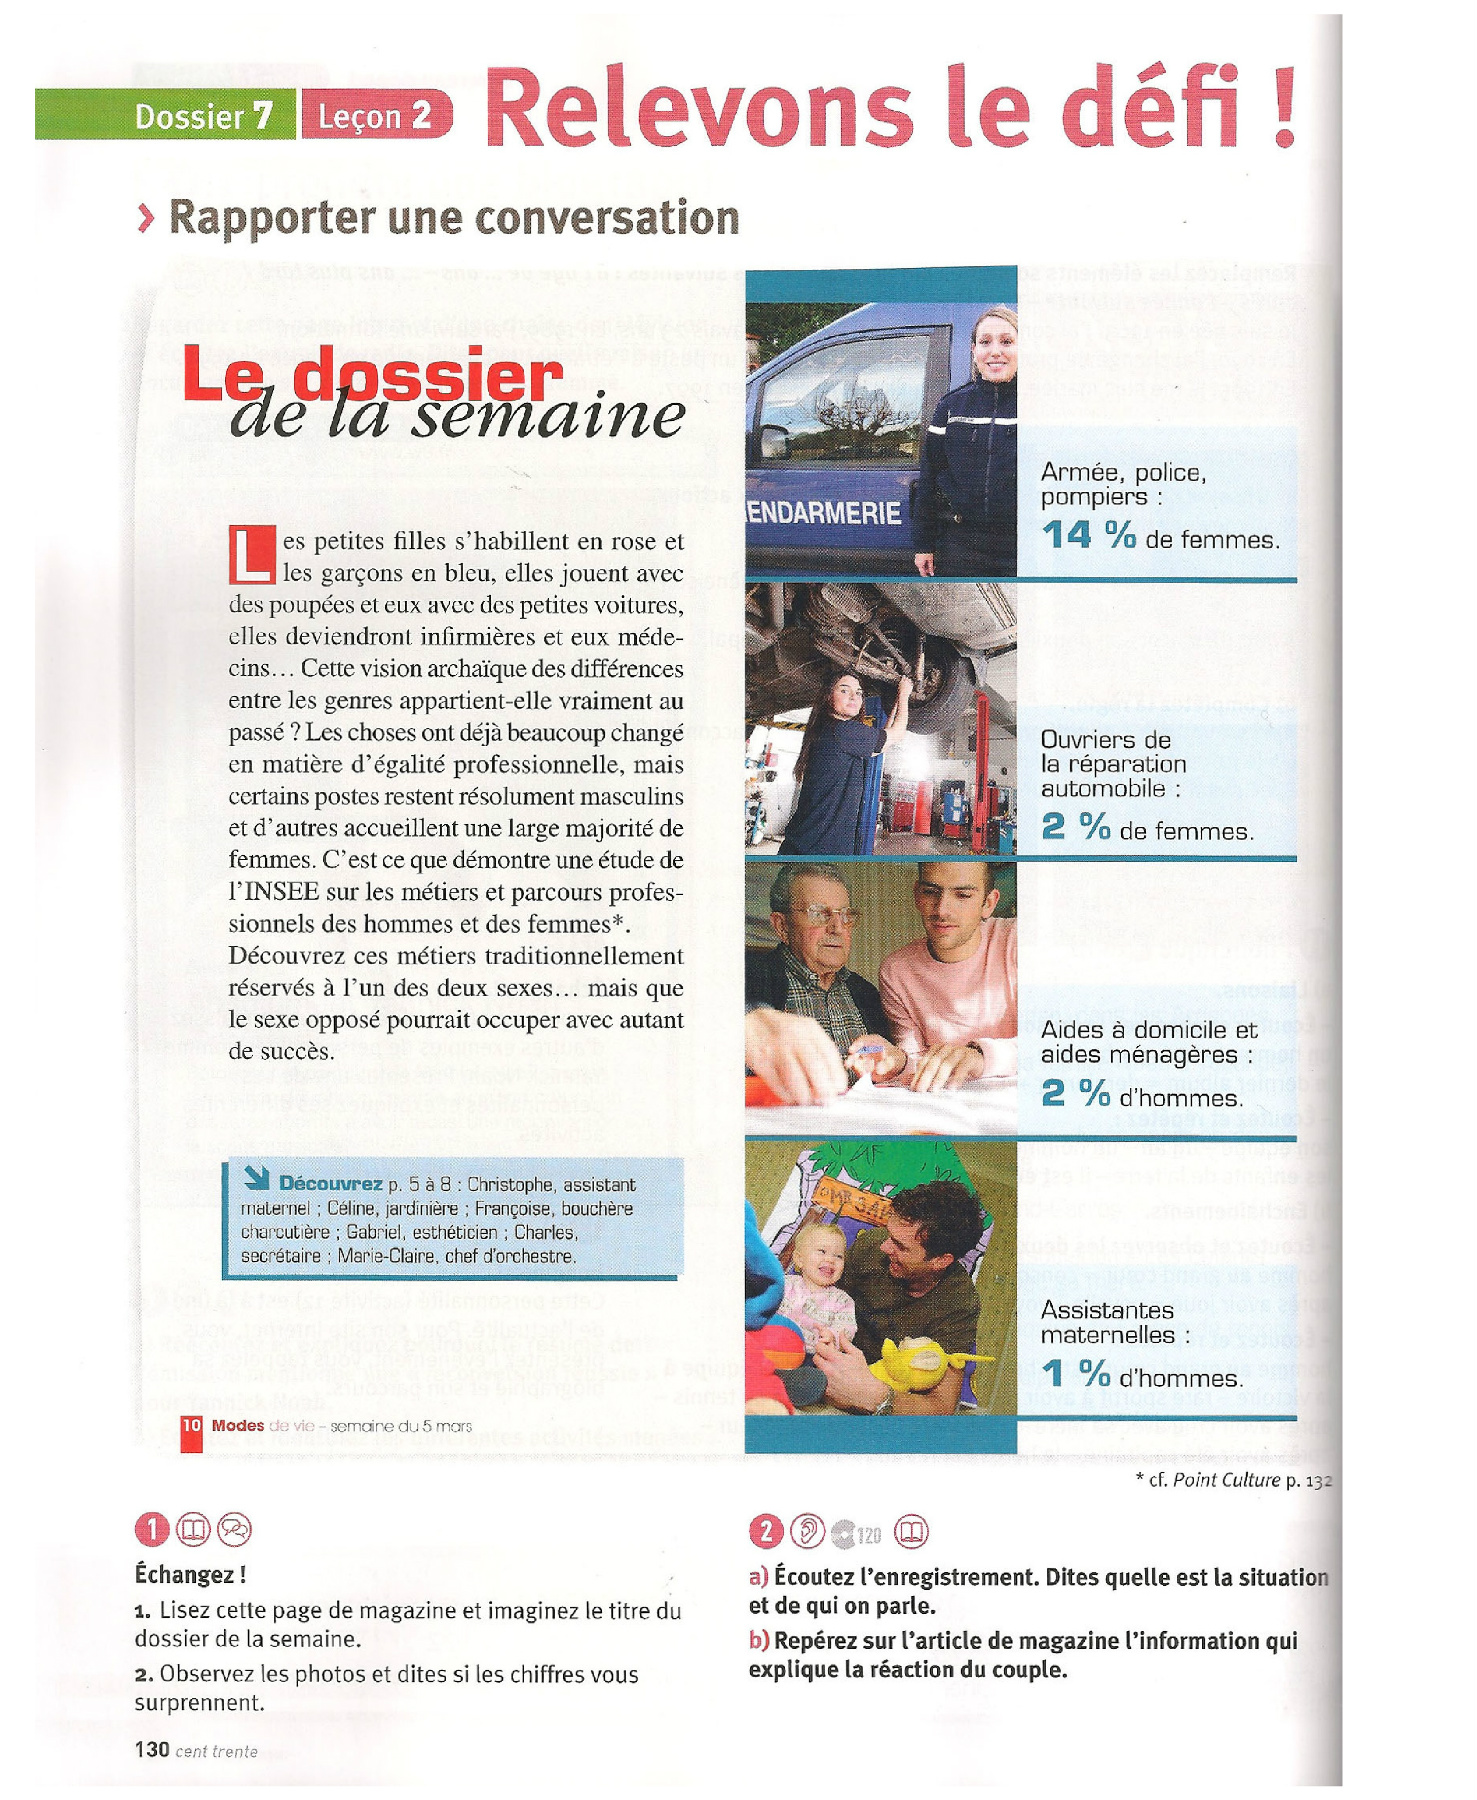 Dossier 7 Leçon 2 Relevons le défi !
› Rapporter une conversation
Le dossier
de la semaine
Les petites filles s'habillent en rose et
les garçons en bleu, elles jouent avec
des poupées et eux avec des petites voitures,
elles deviendront infirmières et eux méde-
cins... Cette vision archaïque des différences
entre les genres appartient-elle vraiment au
passé ? Les choses ont déjà beaucoup changé
en matière d'égalité professionnelle, mais
certains postes restent résolument masculins
et d'autres accueillent une large majorité de
femmes. C'est ce que démontre une étude de
l'INSEE sur les métiers et parcours profes-
sionnels des hommes et des femmes*.
Découvrez ces métiers traditionnellement
réservés à l'un des deux sexes... mais que
le sexe opposé pourrait occuper avec autant
de succès.
Découvrez p. 5 à 8 : Christophe, assistant
maternel ; Céline, jardinière ; Françoise, bouchère
charcutière ; Gabriel, esthéticien ; Charles,
secrétaire ; Marie-Claire, chef d'orchestre.
10 Modes de vie – semaine du 5 mars
ENDARMERIE
Armée, police,
pompiers :
14 % de femmes.
Ouvriers de
la réparation
automobile :
2 % de femmes.
Aides à domicile et
aides ménagères :
2 % d'hommes.
Assistantes
maternelles :
1 % d'hommes.
* cf. Point Culture p. 132
1
Échangez !
1. Lisez cette page de magazine et imaginez le titre du
dossier de la semaine.
2. Observez les photos et dites si les chiffres vous
surprennent.
2 120
a) Écoutez l'enregistrement. Dites quelle est la situation
et de qui on parle.
b) Repérez sur l'article de magazine l'information qui
explique la réaction du couple.
130 cent trente